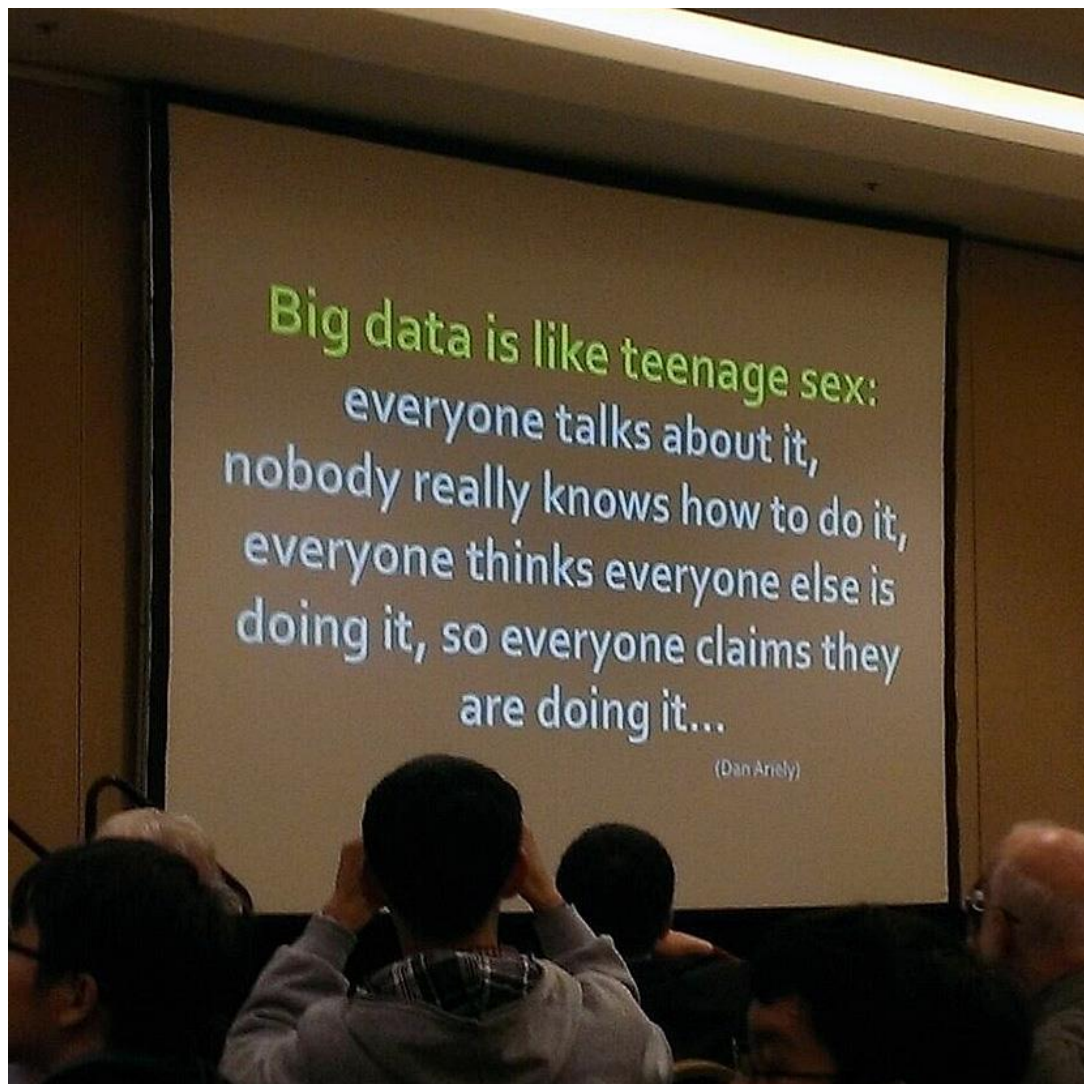 Big data is like teenage sex:
everyone talks about it,
nobody really knows how to do it,
everyone thinks everyone else is
doing it, so everyone claims they
are doing it...
(Dan Ariely)